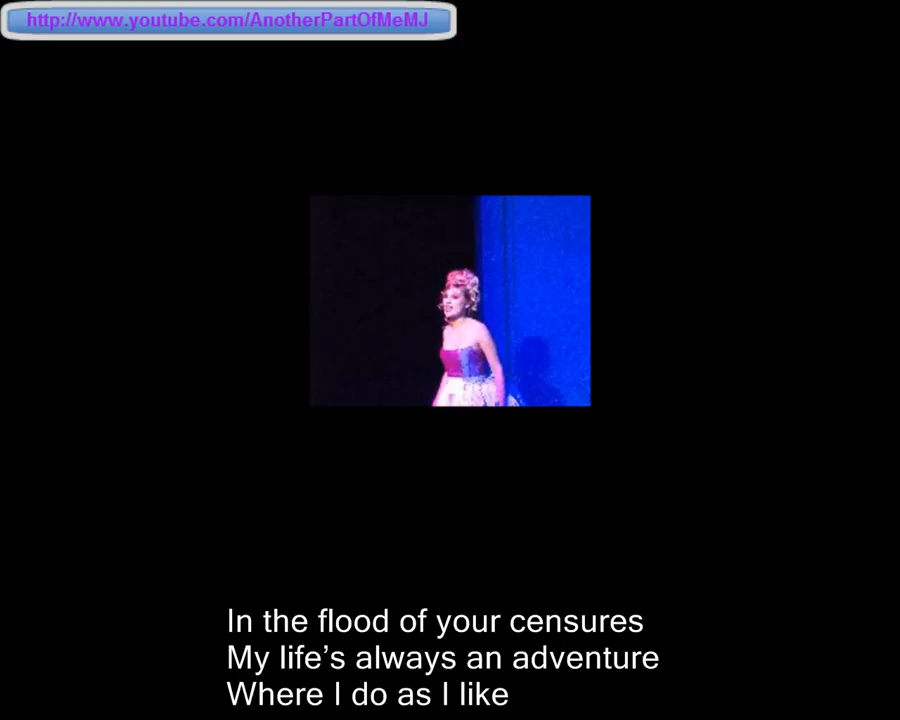 http://www.youtube.com/AnotherPartOfMeMJ
In the flood of your censures
My life’s always an adventure
Where I do as I like